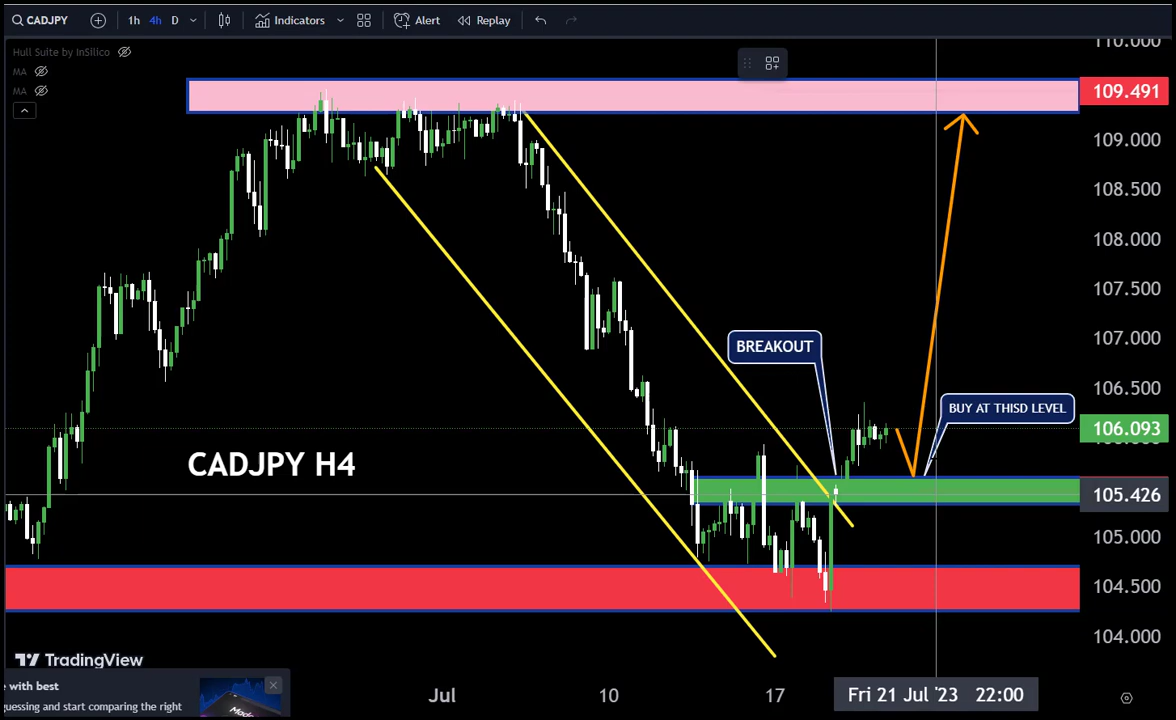 CADJPY
1h 4h D
Indicators
Alert
Replay
Hull Suite by InSilico
MA
MA
110.000
109.491
109.000
108.500
108.000
107.500
107.000
106.500
106.093
105.426
105.000
104.500
104.000
BREAKOUT
BUY AT THISD LEVEL
CADJPY H4
TradingView
e with best
guessing and start comparing the right
Jul
10
17
Fri 21 Jul '23 22:00